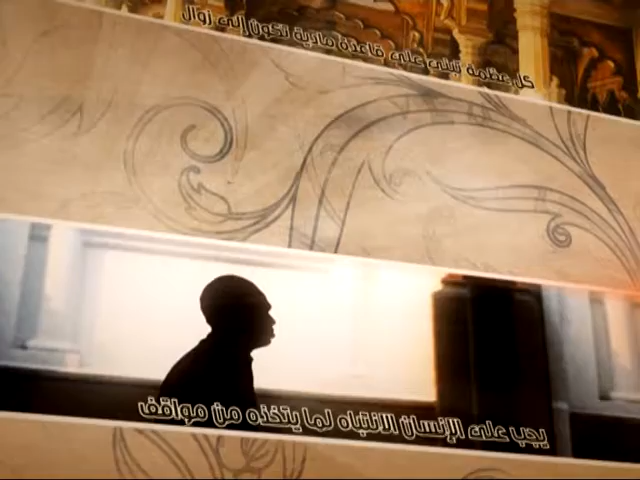 كل عظمة تبنى على قاعدة مادية تكون إلى زوال
يجب على الإنسان الانتباه لما يتخذه من مواقف